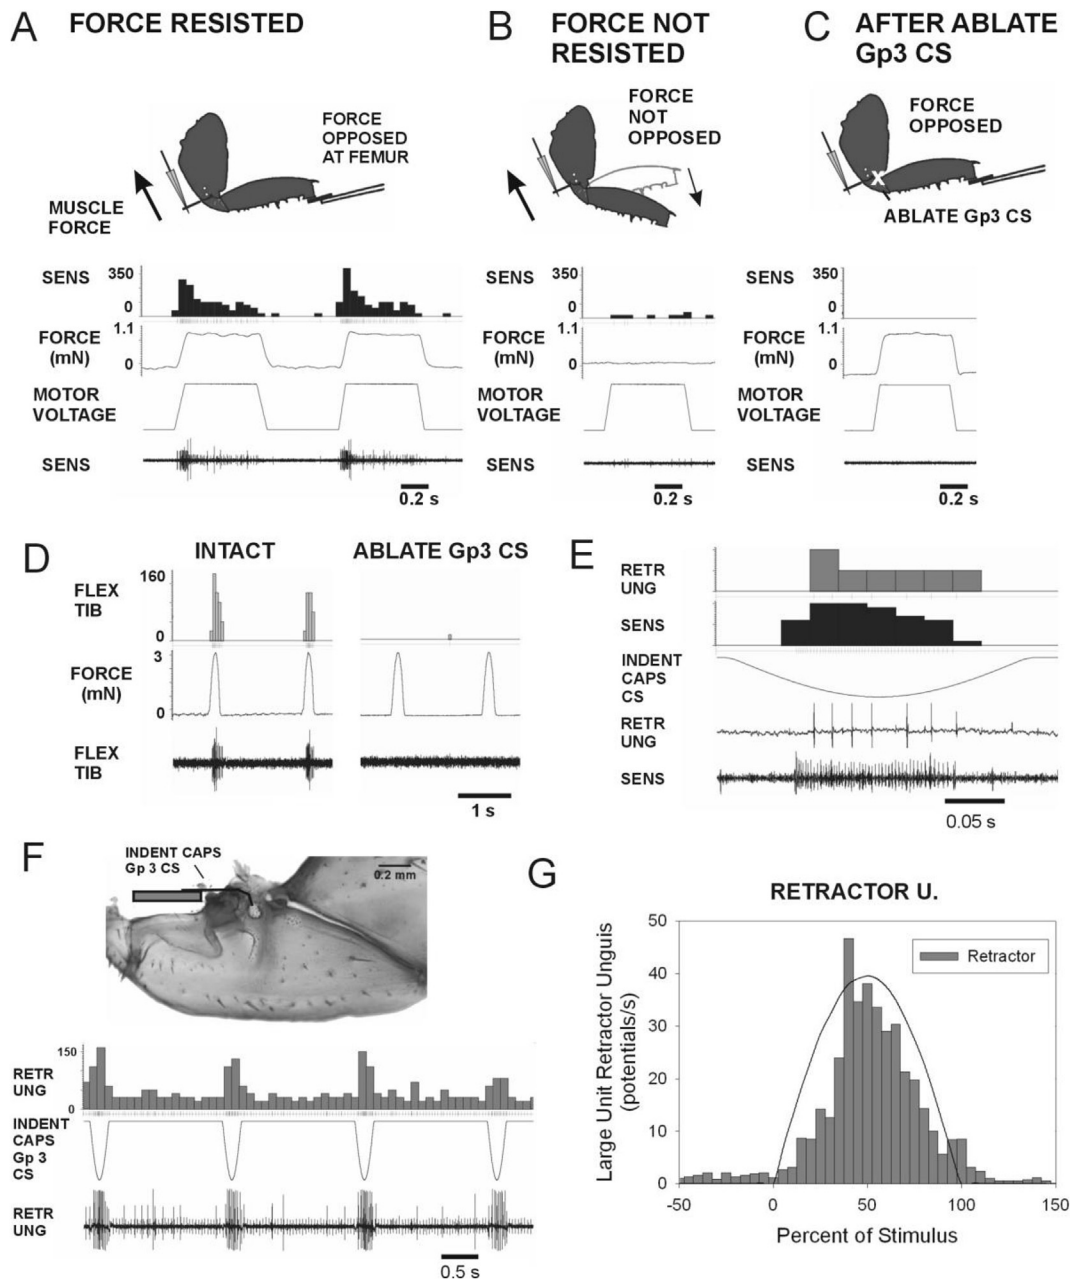 A
FORCE RESISTED
B
FORCE NOT
RESISTED
C
AFTER ABLATE
Gp3 CS
FORCE
OPPOSED
AT FEMUR
MUSCLE
FORCE
FORCE
NOT
OPPOSED
FORCE
OPPOSED
X
ABLATE Gp3 CS
SENS
350
0
FORCE
(mN)
1.1
0
MOTOR
VOLTAGE
SENS
0.2 s
SENS
350
0
FORCE
(mN)
1.1
0
MOTOR
VOLTAGE
SENS
0.2 s
SENS
350
0
FORCE
(mN)
1.1
0
MOTOR
VOLTAGE
SENS
0.2 s
D
INTACT
ABLATE Gp3 CS
FLEX
TIB
160
0
FORCE
(mN)
3
0
FLEX
TIB
1 s
E
RETR
UNG
SENS
INDENT
CAPS
CS
RETR
UNG
SENS
0.05 s
F
INDENT CAPS
Gp 3 CS
0.2 mm
RETR
UNG
150
0
INDENT
CAPS
Gp 3
CS
RETR
UNG
0.5 s
G
RETRACTOR U.
Large Unit Retractor Unguis
(potentials/s)
50
40
30
20
10
0
Retractor
-50
0
50
100
150
Percent of Stimulus